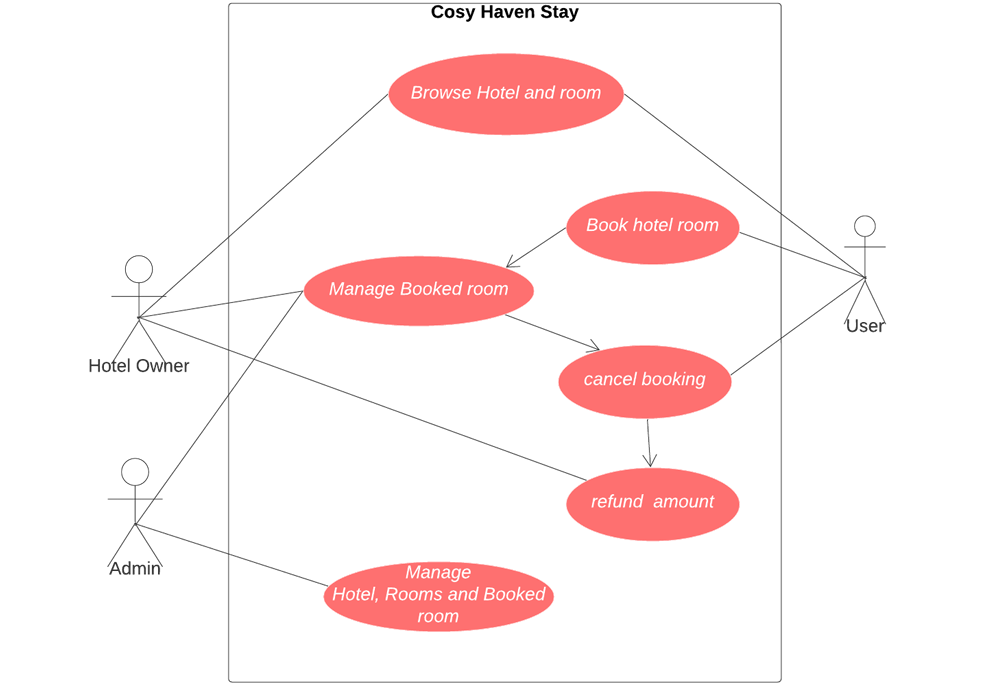 Cosy Haven Stay
Browse Hotel and room
Book hotel room
Manage Booked room
User
Hotel Owner
cancel booking
refund  amount
Admin
Manage
Hotel, Rooms and Booked
room